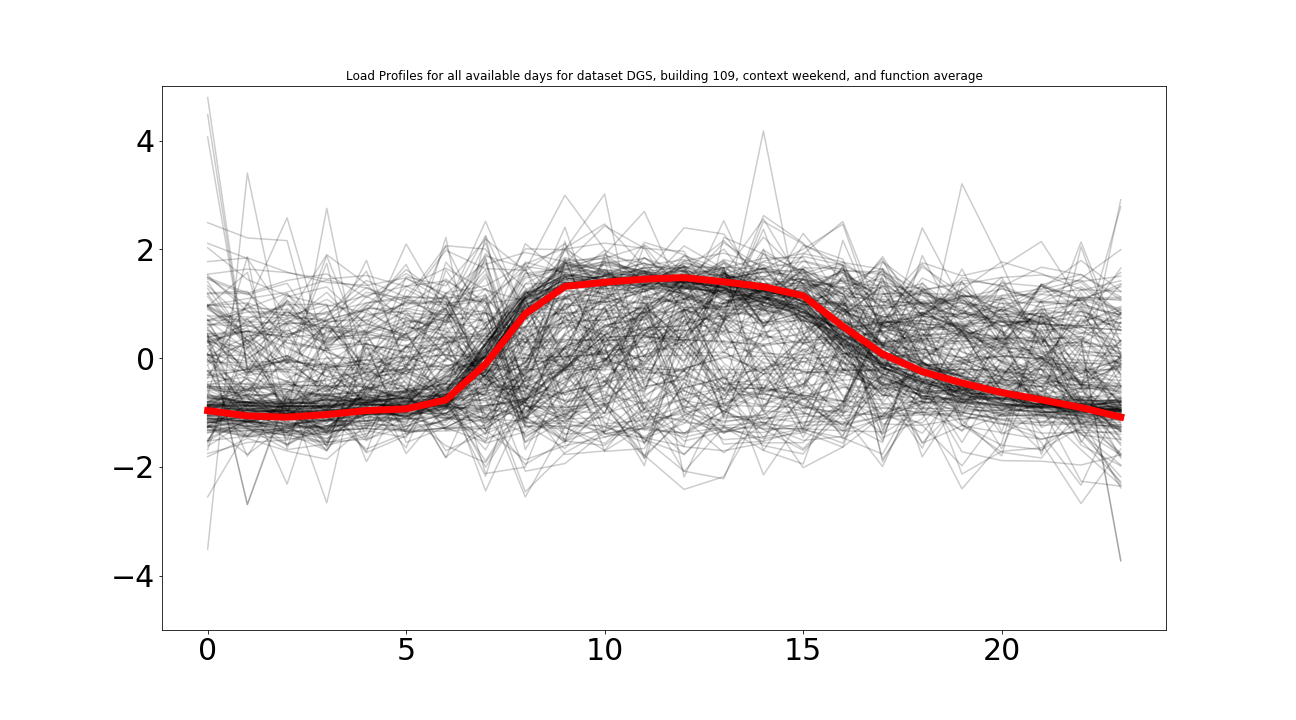 Load Profiles for all available days for dataset DGS, building 109, context weekend, and function average
4
2
0
−2
−4
0 5 10 15 20